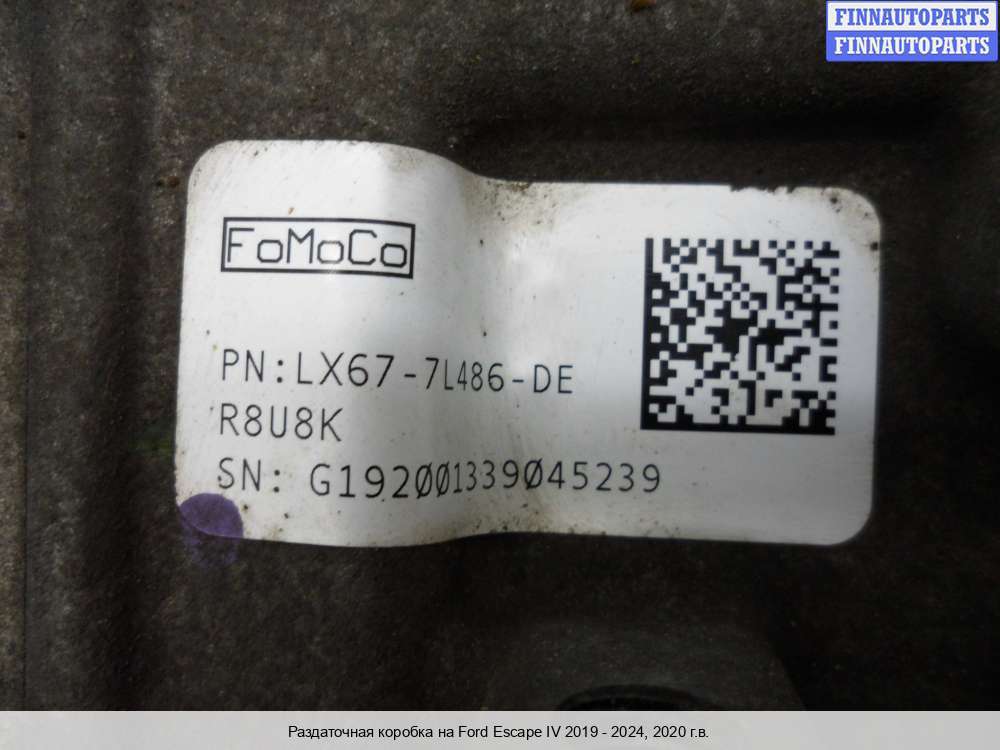 FINNAUTOPARTS
FINNAUTOPARTS
FoMoCo
PN:LX67-7L486-DE
R8U8K
SN: G192001339045239
Раздаточная коробка на Ford Escape IV 2019 - 2024, 2020 г.в.